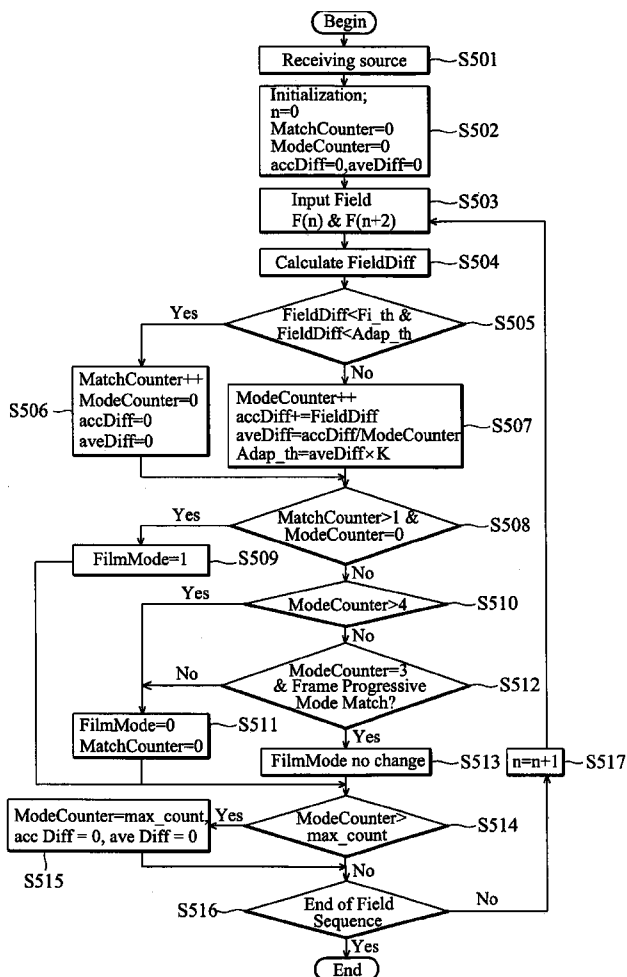 Begin
Receiving source
S501
Initialization;
n=0
MatchCounter=0
ModeCounter=0
accDiff=0,aveDiff=0
S502
Input Field
F(n) & F(n+2)
S503
Calculate FieldDiff
S504
FieldDiff<Fi_th &
FieldDiff<Adap_th
S505
Yes
No
MatchCounter++
ModeCounter=0
accDiff=0
aveDiff=0
S506
ModeCounter++
accDiff+=FieldDiff
aveDiff=accDiff/ModeCounter
Adap_th=aveDiff×K
S507
MatchCounter>1 &
ModeCounter=0
S508
Yes
No
FilmMode=1
S509
ModeCounter>4
S510
Yes
No
ModeCounter=3
& Frame Progressive
Mode Match?
S512
No
Yes
FilmMode=0
MatchCounter=0
S511
FilmMode no change
S513
n=n+1
S517
ModeCounter>
max_count
S514
Yes
No
ModeCounter=max_count,
acc Diff = 0, ave Diff = 0
S515
End of Field
Sequence
S516
No
Yes
End